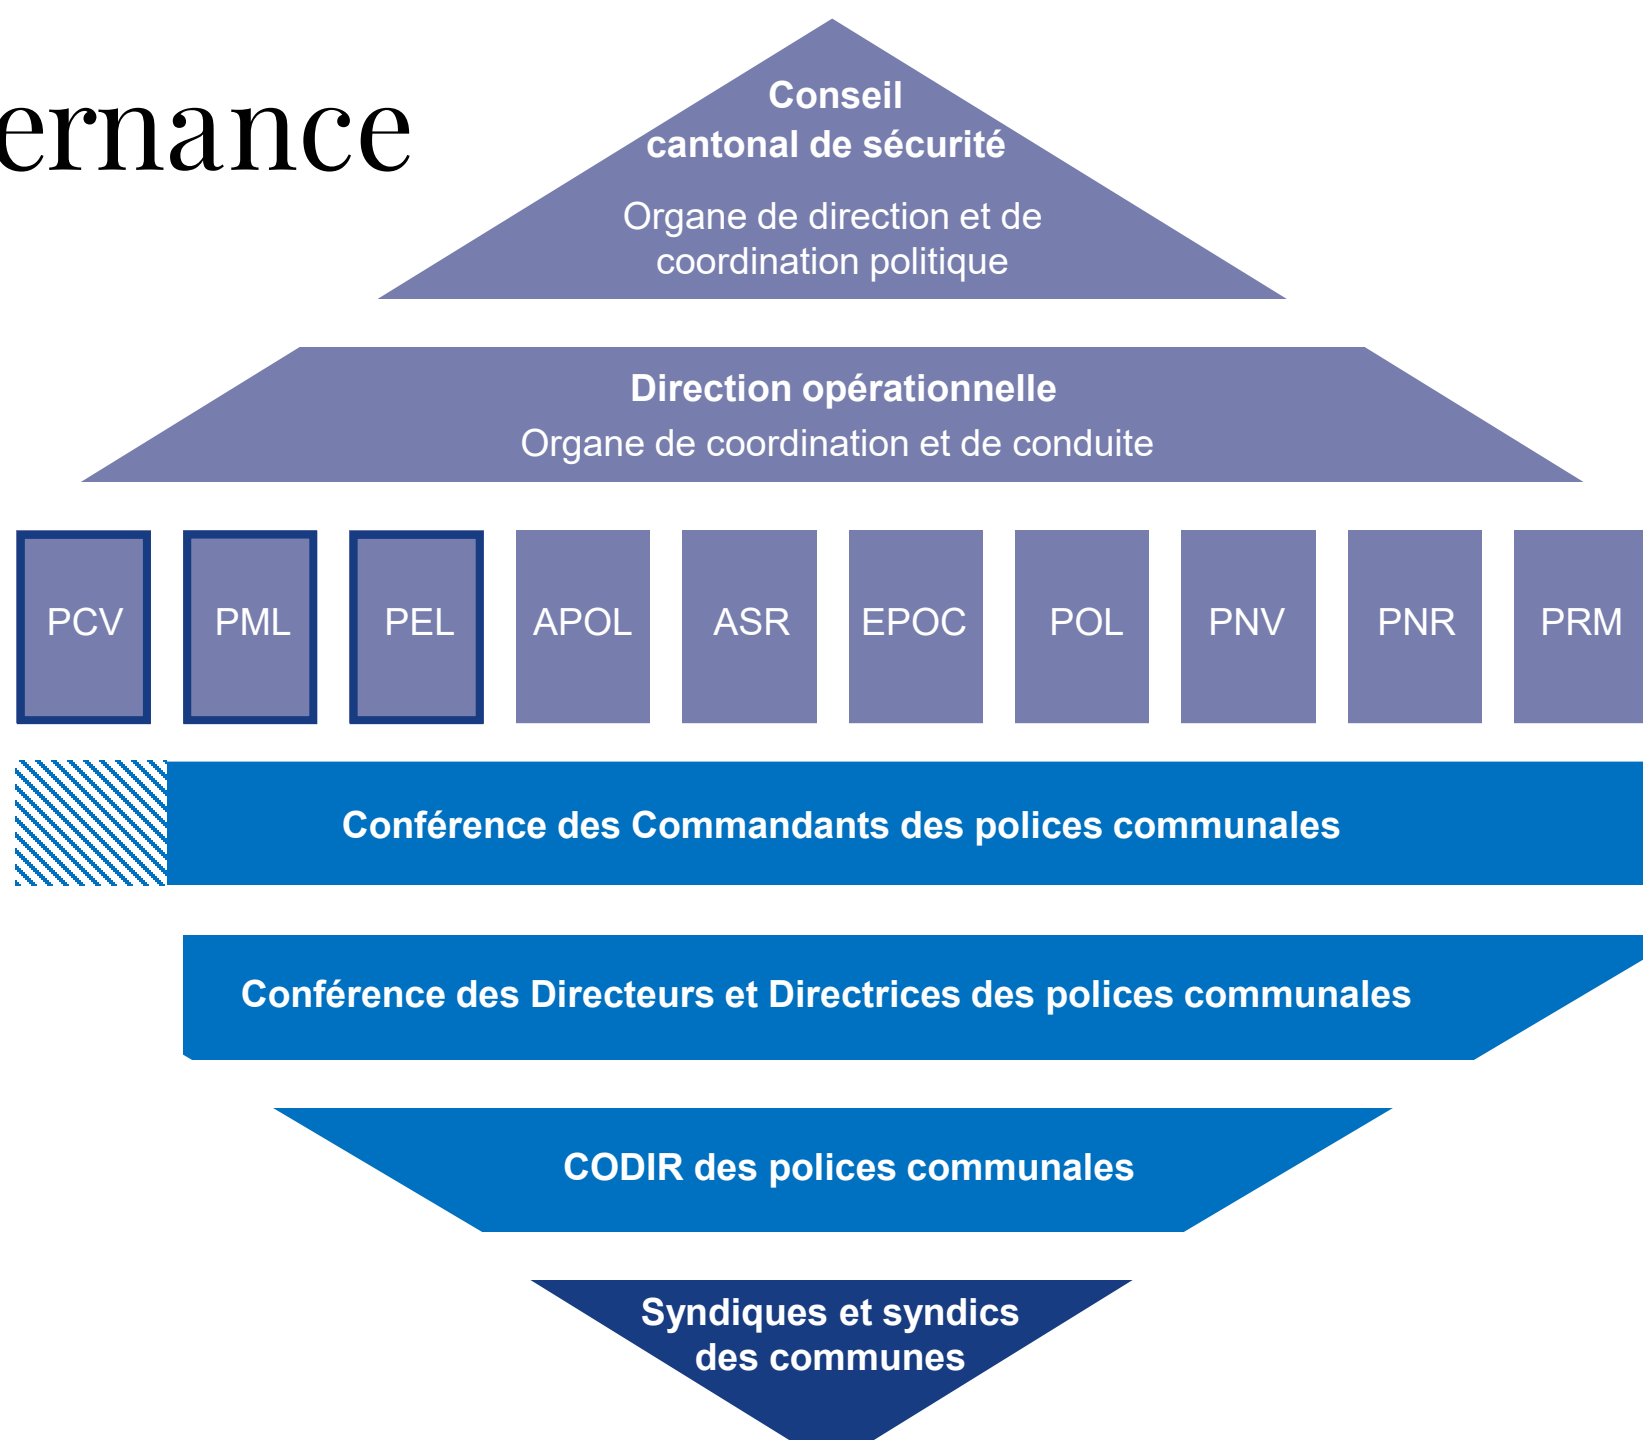 ernance
Conseil
cantonal de sécurité
Organe de direction et de
coordination politique
Direction opérationnelle
Organe de coordination et de conduite
PCV PML PEL APOL ASR EPOC POL PNV PNR PRM
Conférence des Commandants des polices communales
Conférence des Directeurs et Directrices des polices communales
CODIR des polices communales
Syndiques et syndics
des communes